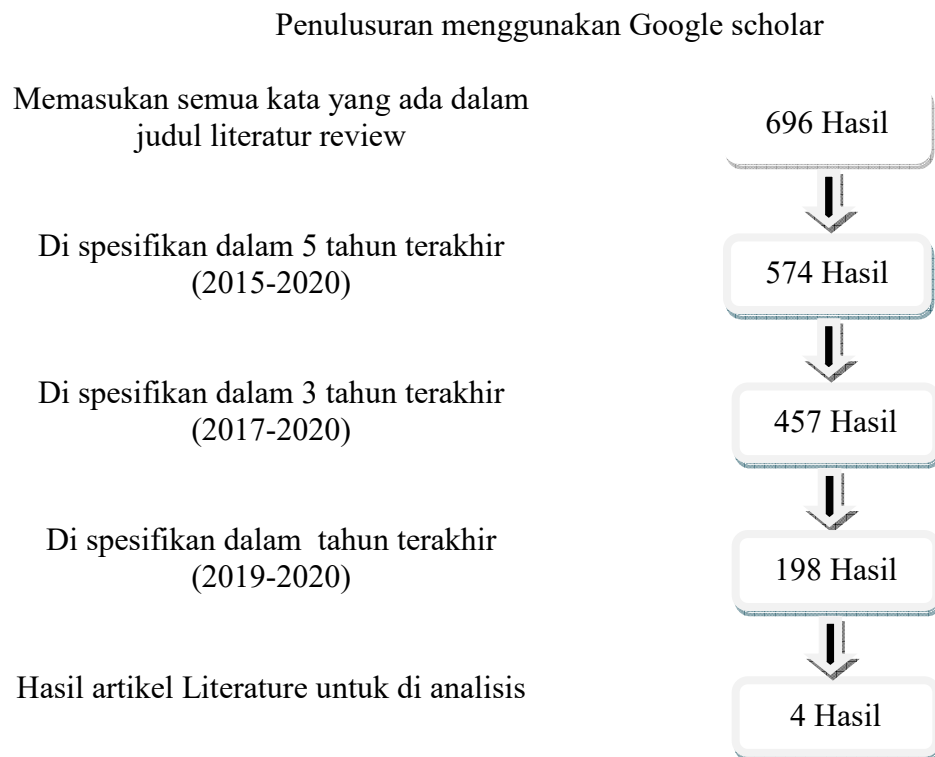 Penulusuran menggunakan Google scholar
Memasukan semua kata yang ada dalam
judul literatur review
696 Hasil
Di spesifikan dalam 5 tahun terakhir
(2015-2020)
574 Hasil
Di spesifikan dalam 3 tahun terakhir
(2017-2020)
457 Hasil
Di spesifikan dalam  tahun terakhir
(2019-2020)
198 Hasil
Hasil artikel Literature untuk di analisis
4 Hasil